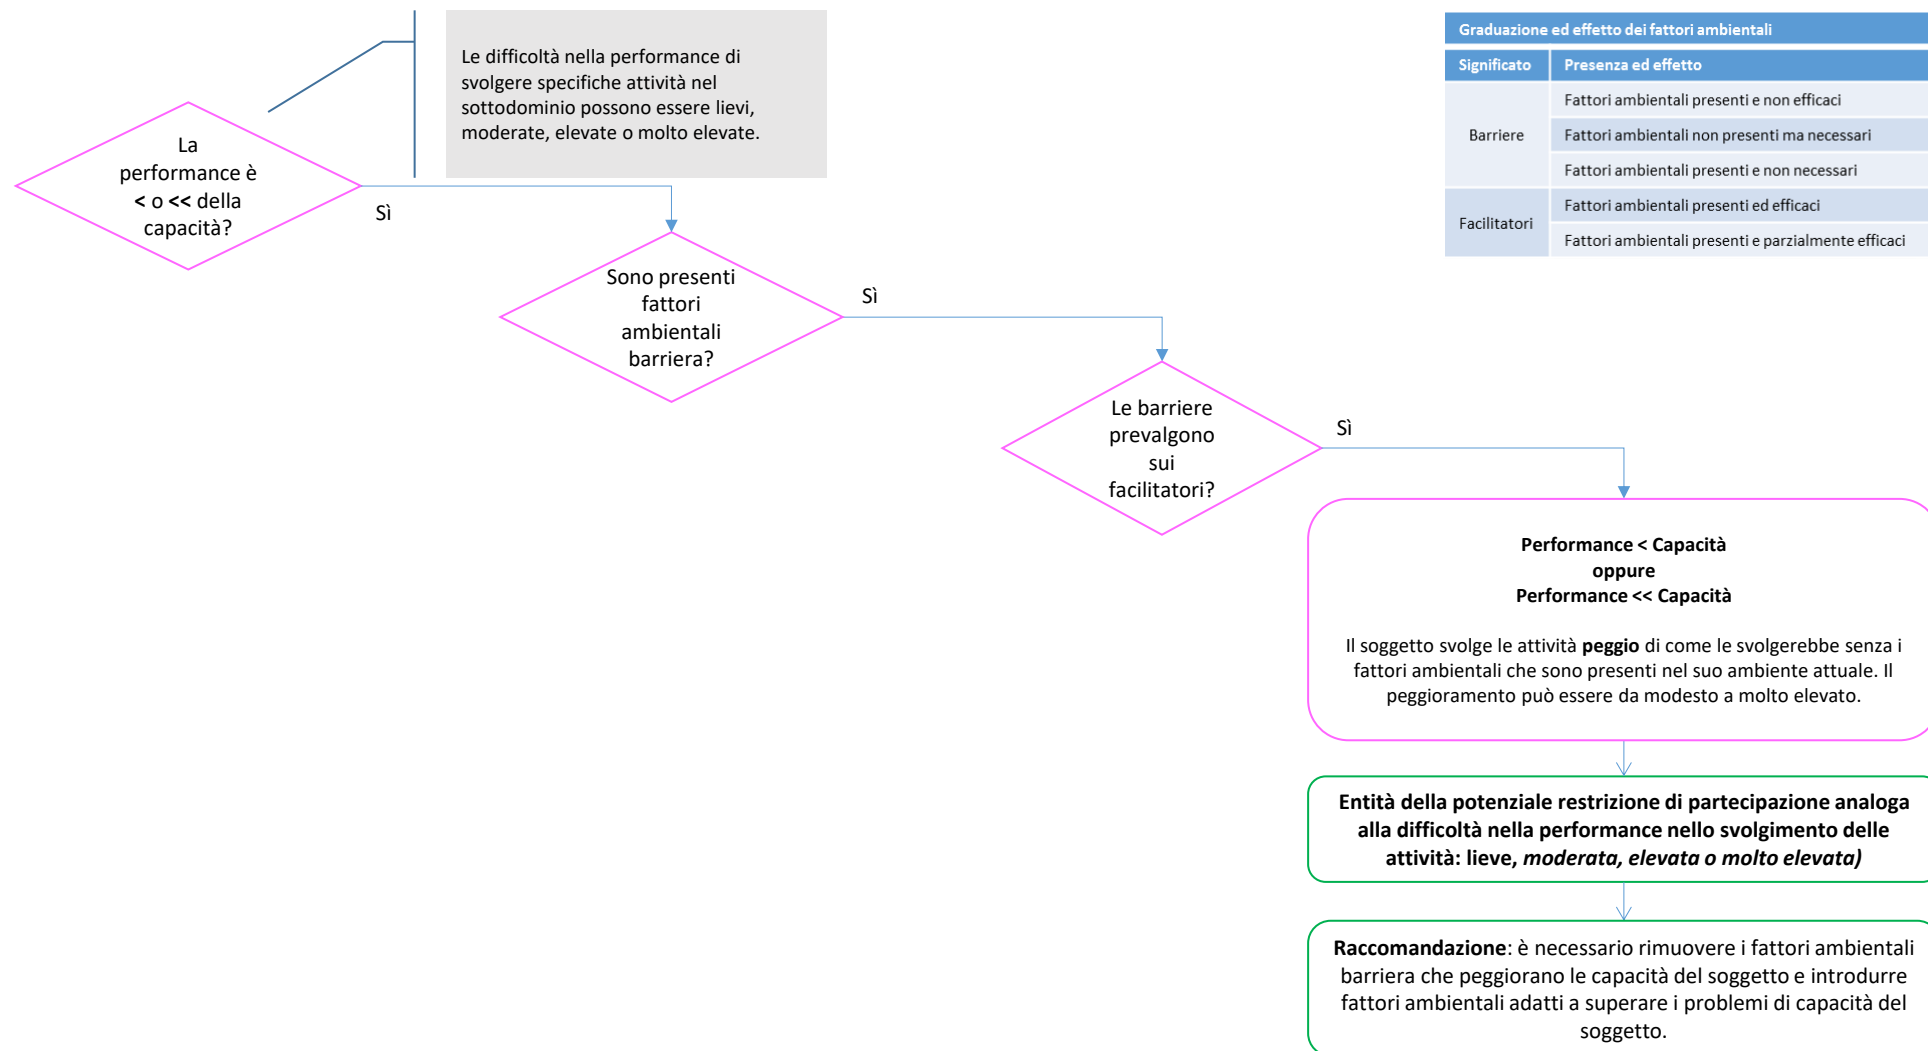 Le difficoltà nella performance di
svolgere specifiche attività nel
sottodominio possono essere lievi,
moderate, elevate o molto elevate.
Graduazione ed effetto dei fattori ambientali
Significato Presenza ed effetto
Barriere
Fattori ambientali presenti e non efficaci
Fattori ambientali non presenti ma necessari
Fattori ambientali presenti e non necessari
Facilitatori
Fattori ambientali presenti ed efficaci
Fattori ambientali presenti e parzialmente efficaci
La
performance è
< o << della
capacità?
Sì
Sono presenti
fattori
ambientali
barriera?
Sì
Le barriere
prevalgono
sui
facilitatori?
Sì
Performance < Capacità
oppure
Performance << Capacità
Il soggetto svolge le attività peggio di come le svolgerebbe senza i
fattori ambientali che sono presenti nel suo ambiente attuale. Il
peggioramento può essere da modesto a molto elevato.
Entità della potenziale restrizione di partecipazione analoga
alla difficoltà nella performance nello svolgimento delle
attività: lieve, moderata, elevata o molto elevata)
Raccomandazione: è necessario rimuovere i fattori ambientali
barriera che peggiorano le capacità del soggetto e introdurre
fattori ambientali adatti a superare i problemi di capacità del
soggetto.